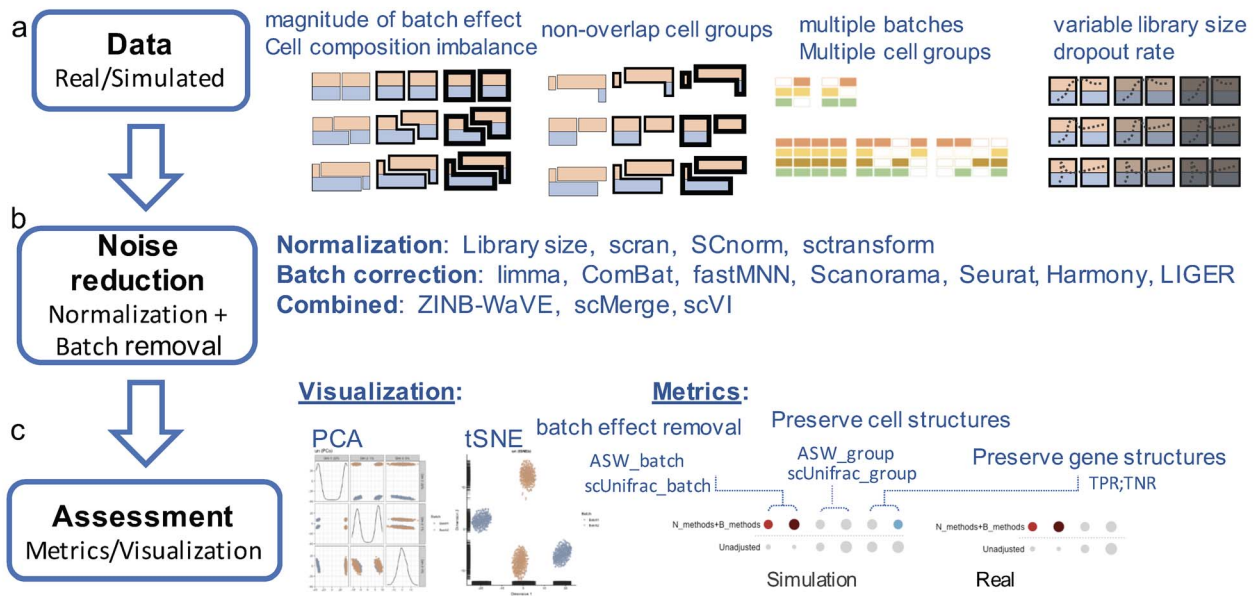 a
Data
Real/Simulated
magnitude of batch effect
Cell composition imbalance
non-overlap cell groups
multiple batches
Multiple cell groups
variable library size
dropout rate
b
Noise
reduction
Normalization +
Batch removal
Normalization: Library size, scran, SCnorm, sctransform
Batch correction: limma, ComBat, fastMNN, Scanorama, Seurat, Harmony, LIGER
Combined: ZINB-WaVE, scMerge, scVI
c
Assessment
Metrics/Visualization
Visualization:
PCA
tSNE
Metrics:
batch effect removal
ASW_batch
scUnifrac_batch
Preserve cell structures
ASW_group
scUnifrac_group
Preserve gene structures
TPR;TNR
N_methods+B_methods
Unadjusted
Simulation
N_methods+B_methods
Unadjusted
Real